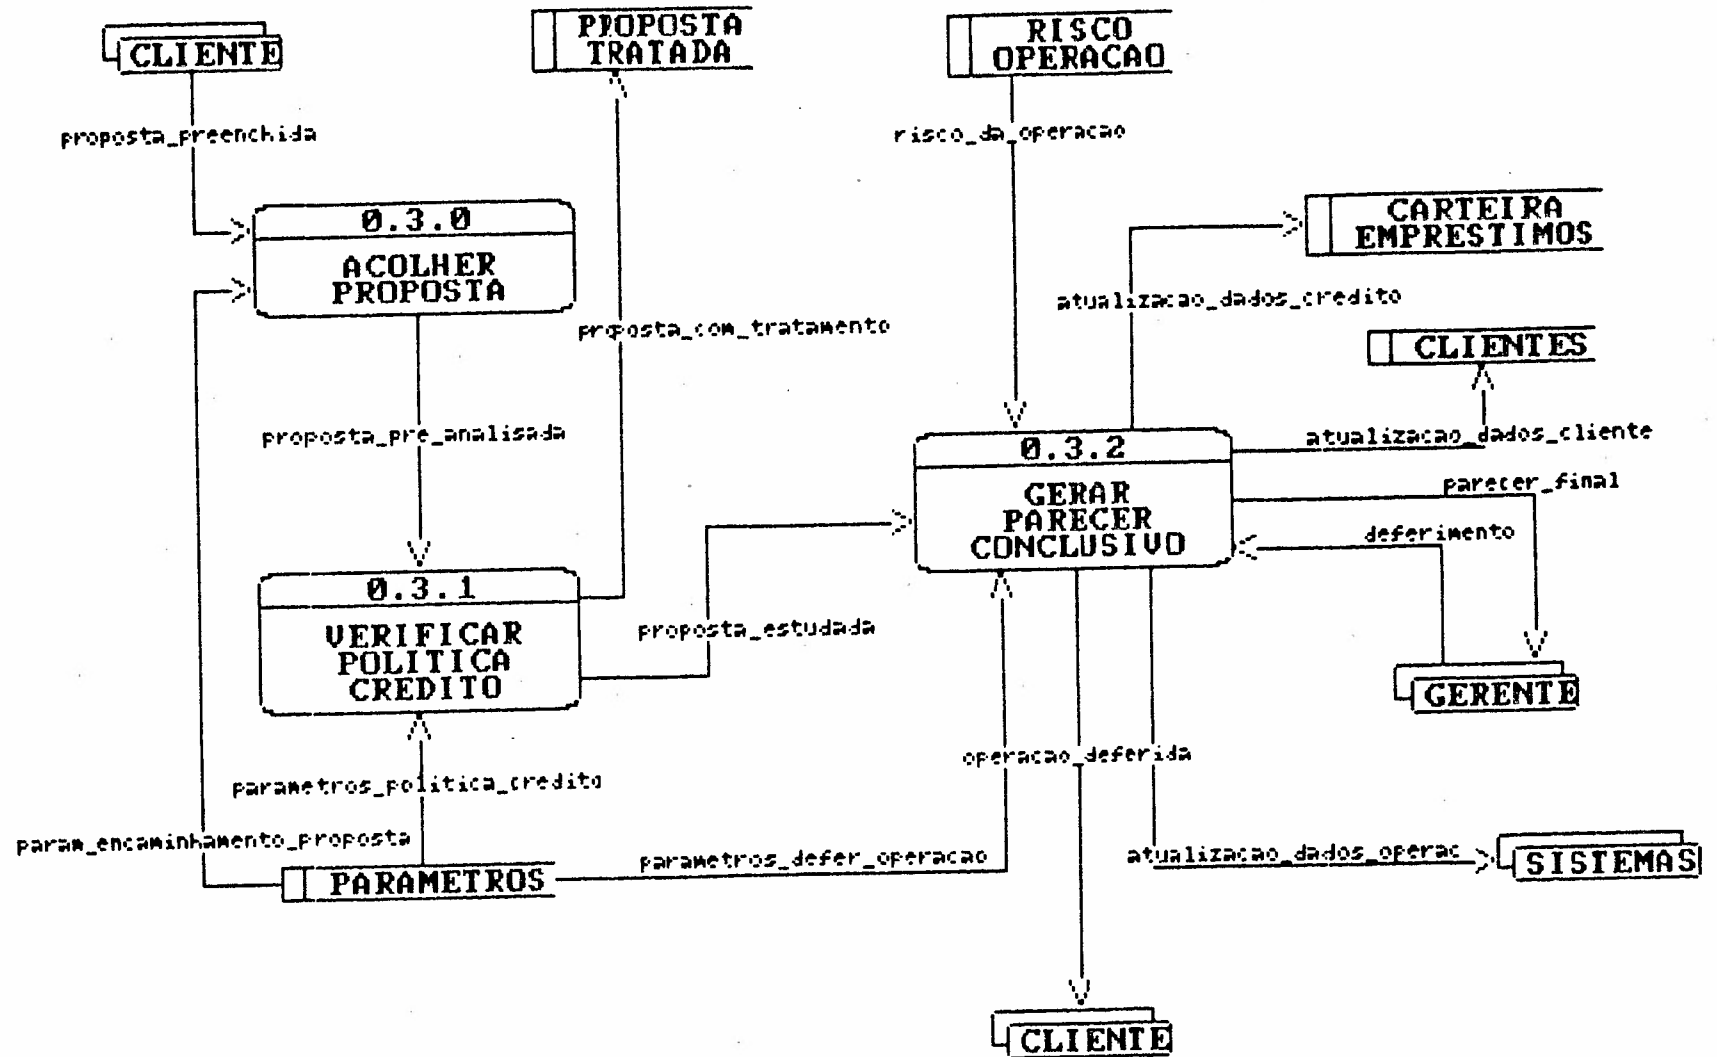 CLIENTE
PROPOSTA
TRATADA
RISCO
OPERACAO
proposta_preenchida
risco_da_operacao
0.3.0
ACOLHER
PROPOSTA
CARTEIRA
EMPRESTIMOS
atualizacao_dados_credito
proposta_com_tratamento
CLIENTES
proposta_pre_analisada
atualizacao_dados_cliente
0.3.2
GERAR
PARECER
CONCLUSIVO
parecer_final
deferimento
0.3.1
VERIFICAR
POLITICA
CREDITO
proposta_estudada
GERENTE
operacao_deferida
parametros_politica_credito
param_encaminhamento_proposta
parametros_defer_operacao
atualizacao_dados_operac
SISTEMAS
PARAMETROS
CLIENTE